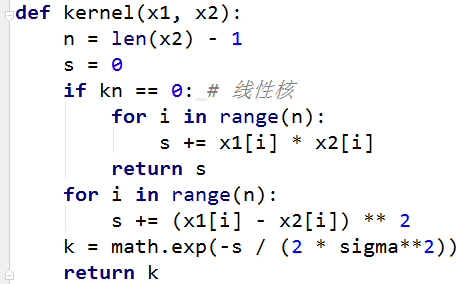 def kernel(x1, x2):
    n = len(x2) - 1
    s = 0
    if kn == 0: # 线性核
        for i in range(n):
            s += x1[i] * x2[i]
        return s
    for i in range(n):
        s += (x1[i] - x2[i]) ** 2
    k = math.exp(-s / (2 * sigma**2))
    return k